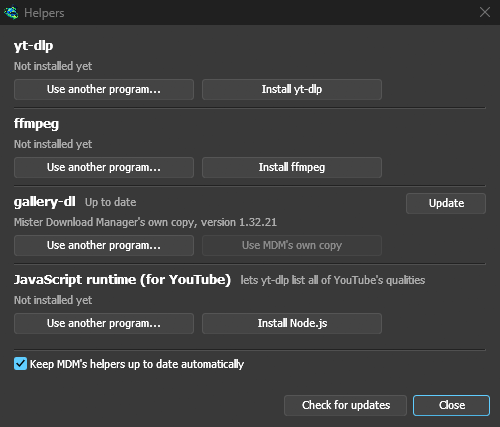 Helpers
yt-dlp
Not installed yet
Use another program... Install yt-dlp
ffmpeg
Not installed yet
Use another program... Install ffmpeg
gallery-dl Up to date Update
Mister Download Manager's own copy, version 1.32.21
Use another program... Use MDM's own copy
JavaScript runtime (for YouTube) lets yt-dlp list all of YouTube's qualities
Not installed yet
Use another program... Install Node.js
Keep MDM's helpers up to date automatically
Check for updates Close